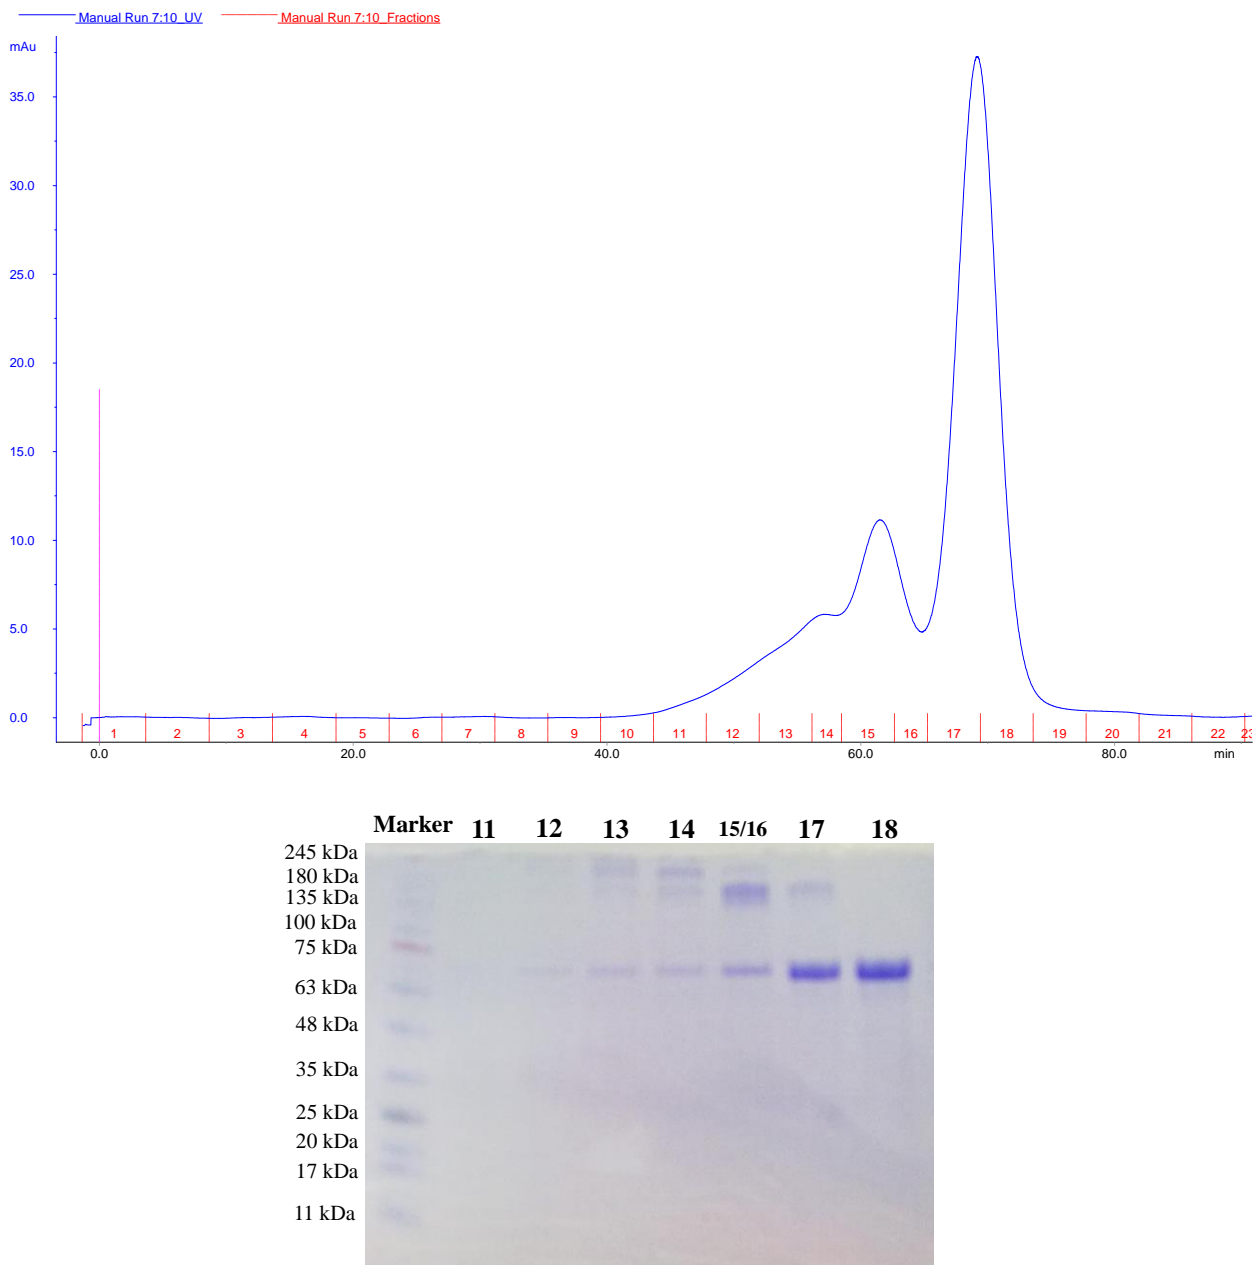 Manual Run 7:10_UV Manual Run 7:10_Fractions
mAu
35.0
30.0
25.0
20.0
15.0
10.0
5.0
0.0
1 2 3 4 5 6 7 8 9 10 11 12 13 14 15 16 17 18 19 20 21 22 23
0.0 20.0 40.0 60.0 80.0 min
Marker 11 12 13 14 15/16 17 18
245 kDa
180 kDa
135 kDa
100 kDa
75 kDa
63 kDa
48 kDa
35 kDa
25 kDa
20 kDa
17 kDa
11 kDa